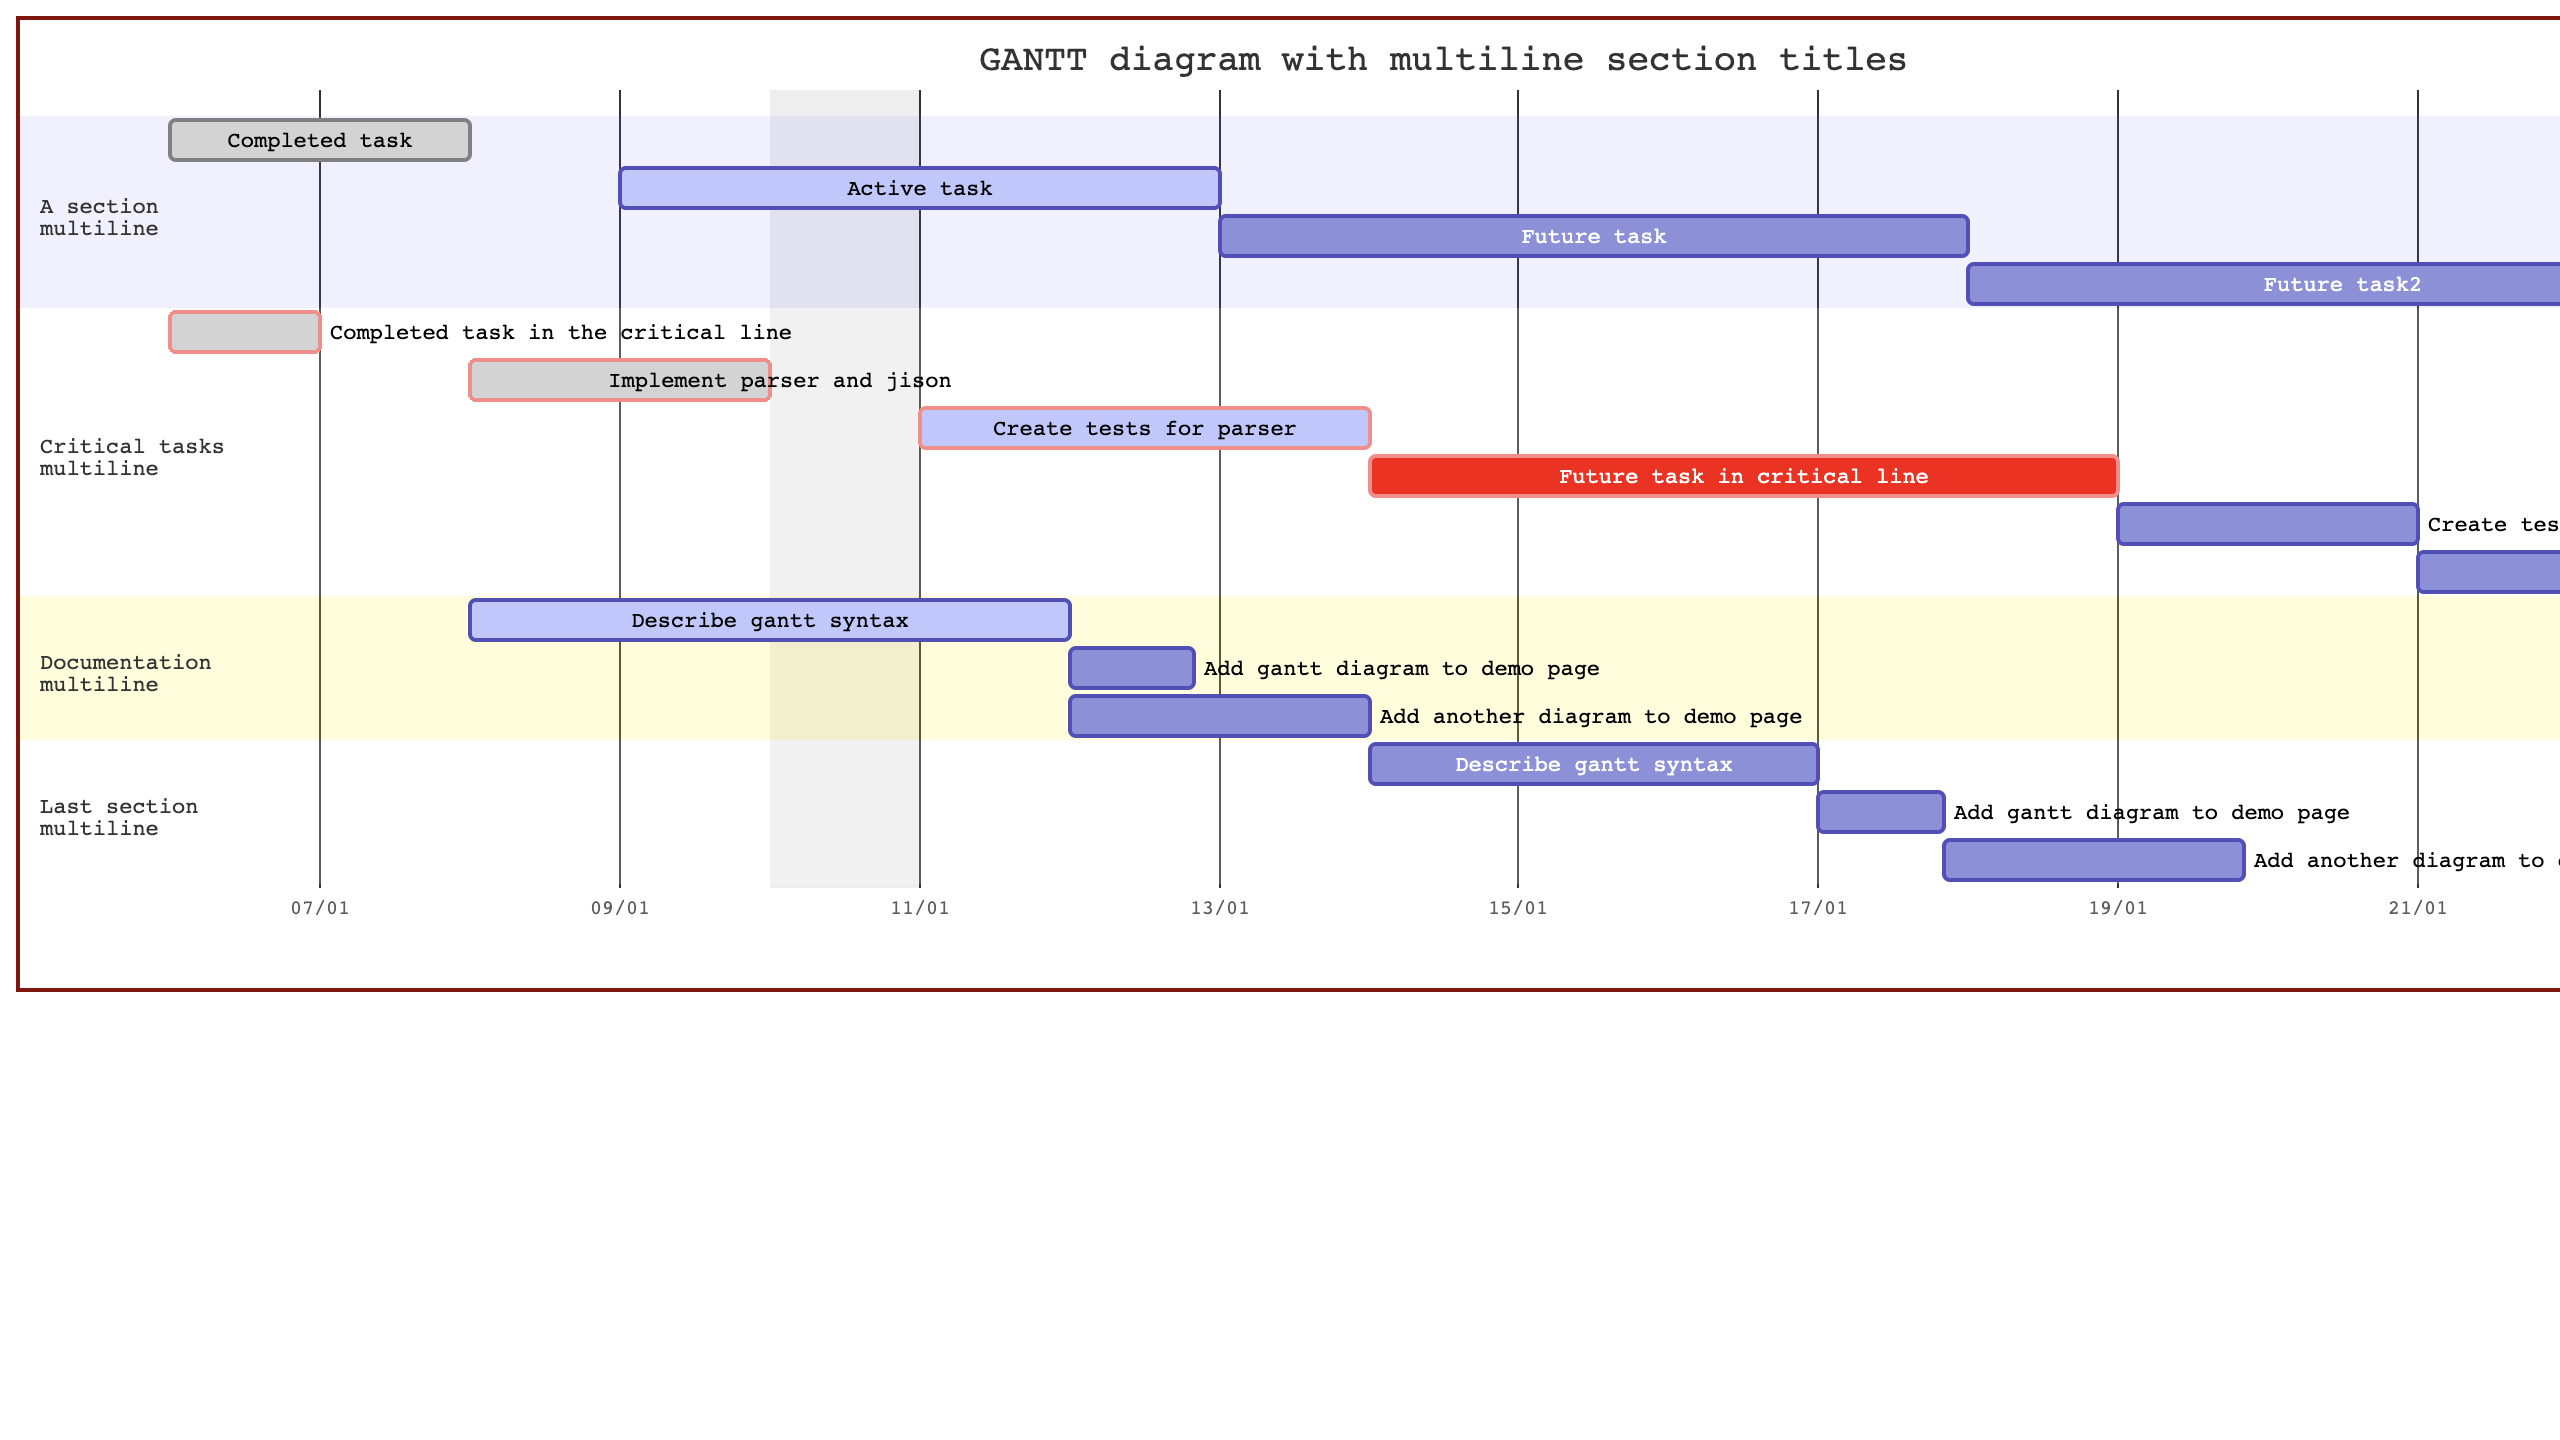 GANTT diagram with multiline section titles
Completed task
Active task
A section
multiline
Future task
Future task2
Completed task in the critical line
Implement parser and jison
Create tests for parser
Critical tasks
multiline
Future task in critical line
Create tes
Describe gantt syntax
Documentation
multiline
Add gantt diagram to demo page
Add another diagram to demo page
Describe gantt syntax
Last section
multiline
Add gantt diagram to demo page
Add another diagram to
07/01
09/01
11/01
13/01
15/01
17/01
19/01
21/01